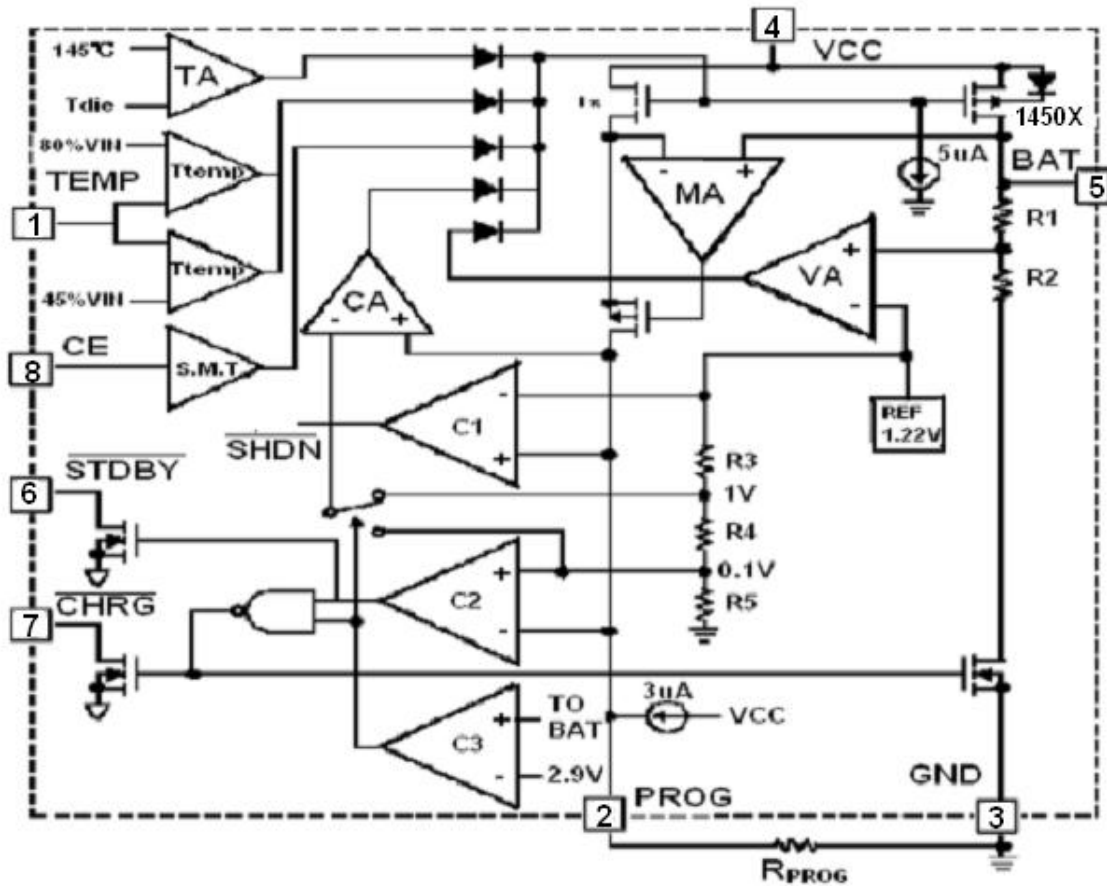 145°C
TA
Tdie
80%VIN
Ttemp
TEMP
1
Ttemp
45%VIN
CE
8
S.M.T
4
VCC
1x
1450X
5uA
BAT
5
- +
MA
R1
+
VA
-
R2
CA
- +
REF
1.22V
-
C1
+
SHDN
R3
1V
STDBY
6
R4
+
C2
-
0.1V
R5
CHRG
7
3uA
VCC
+
C3
-
TO
BAT
2.9V
GND
PROG
2
3
RPROG